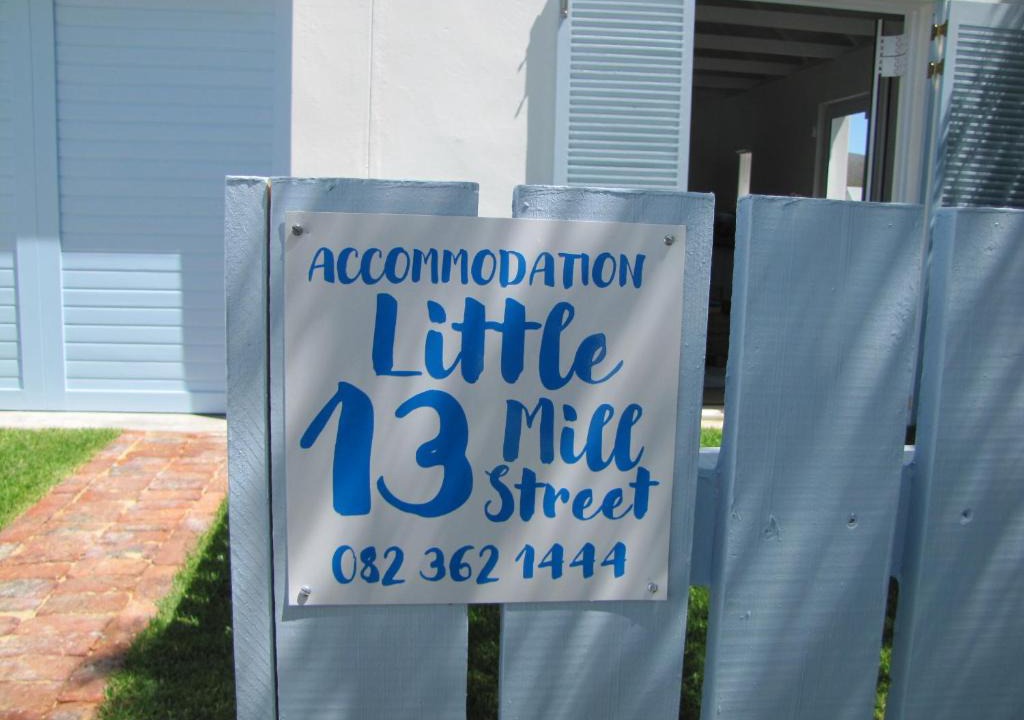 ACCOMMODATION
Little
13 Mill
Street
082 362 1444